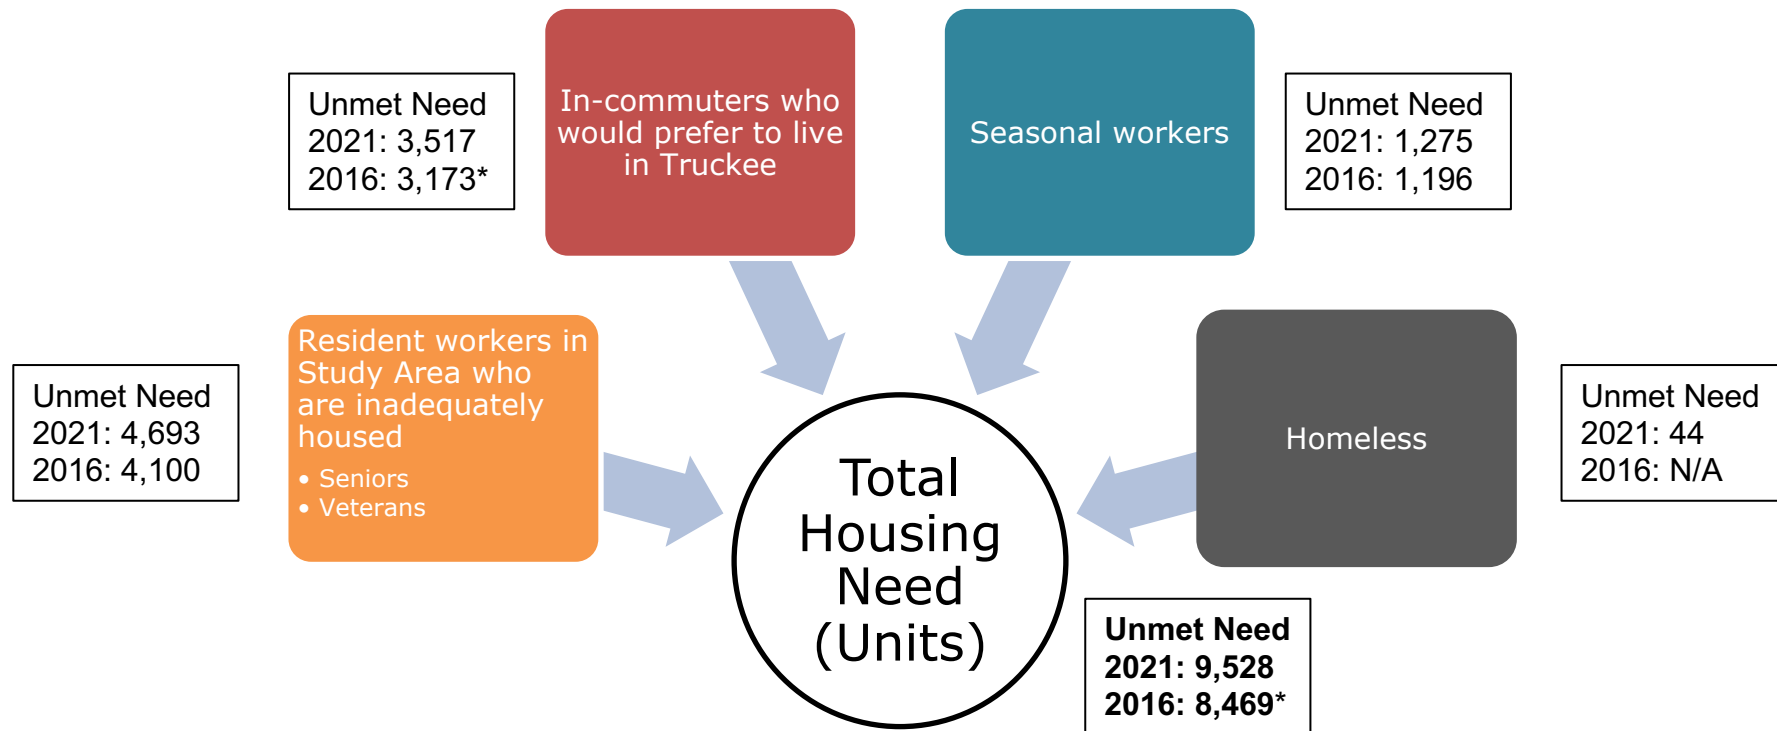 Unmet Need
2021: 3,517
2016: 3,173*
In-commuters who
would prefer to live
in Truckee
Seasonal workers
Unmet Need
2021: 1,275
2016: 1,196
Unmet Need
2021: 4,693
2016: 4,100
Resident workers in
Study Area who
are inadequately
housed
• Seniors
• Veterans
Homeless
Unmet Need
2021: 44
2016: N/A
Total
Housing
Need
(Units)
Unmet Need
2021: 9,528
2016: 8,469*